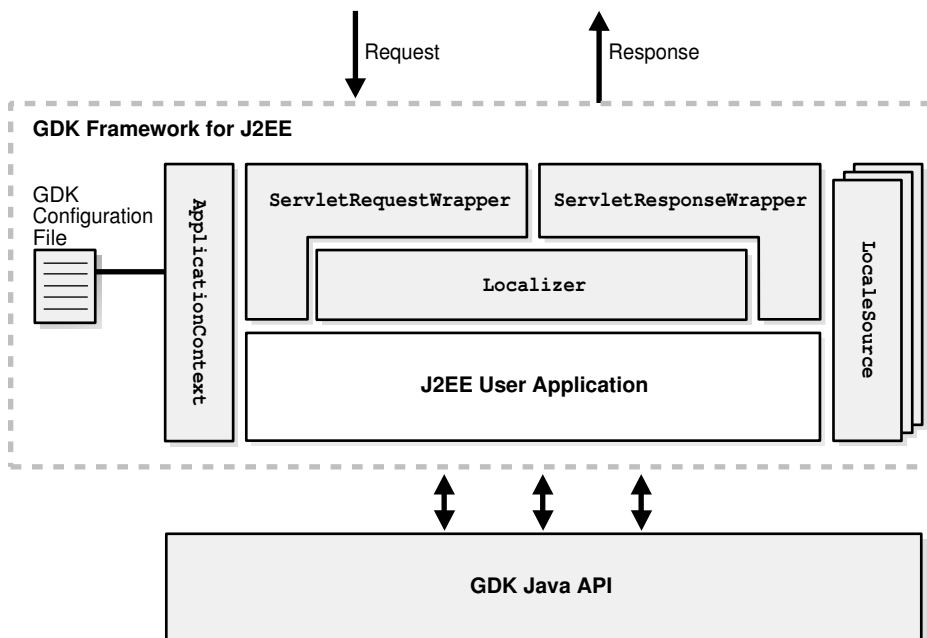 Request
Response
GDK Framework for J2EE
GDK
Configuration
File
ApplicationContext
ServletRequestWrapper
ServletResponseWrapper
Localizer
LocaleSource
J2EE User Application
GDK Java API